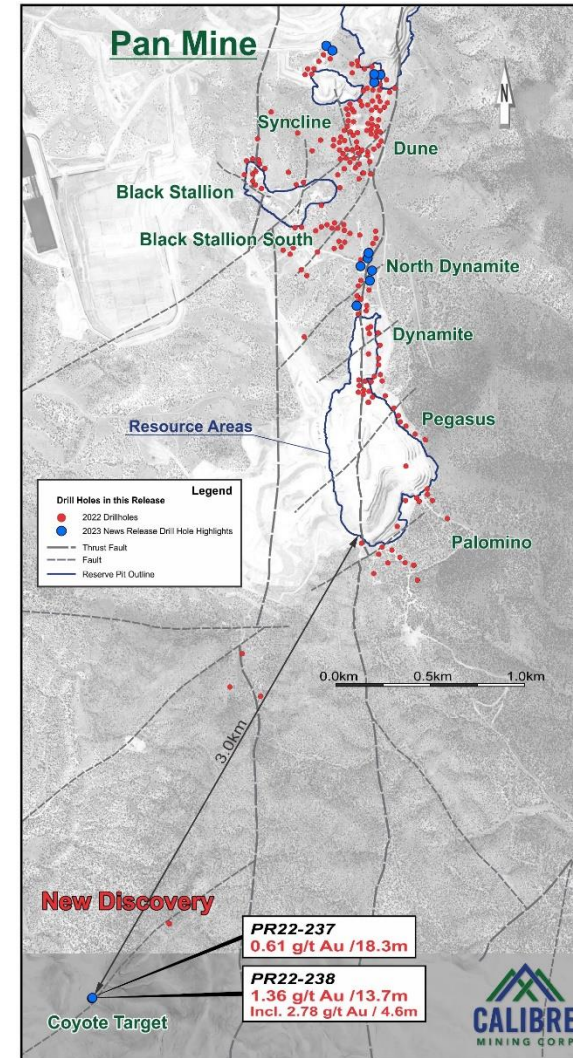 Pan Mine
N
Syncline
Dune
Black Stallion
Black Stallion South
North Dynamite
Dynamite
Resource Areas
Pegasus
Legend
Drill Holes in this Release
2022 Drillholes
2023 News Release Drill Hole Highlights
Thrust Fault
Fault
Reserve Pit Outline
Palomino
0.0km 0.5km 1.0km
3.0km
New Discovery
PR22-237
0.61 g/t Au /18.3m
PR22-238
1.36 g/t Au /13.7m
Incl. 2.78 g/t Au / 4.6m
Coyote Target
CALIBRE
MINING CORP